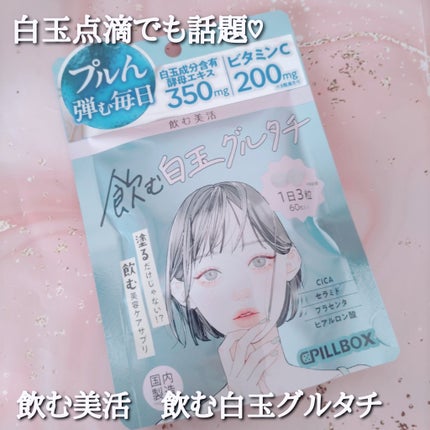 白玉点滴でも話題♡
プルん
弾む毎日
白玉成分含有
酵母エキス
350mg
ビタミンC
200mg
飲む美活
飲む白玉グルタチ
1日3粒
塗るだけじゃない!?
飲む美容ケアサプリ
CICA
セラミド
プラセンタ
ヒアルロン酸
国内製造
PILLBOX
飲む美活 飲む白玉グルタチ